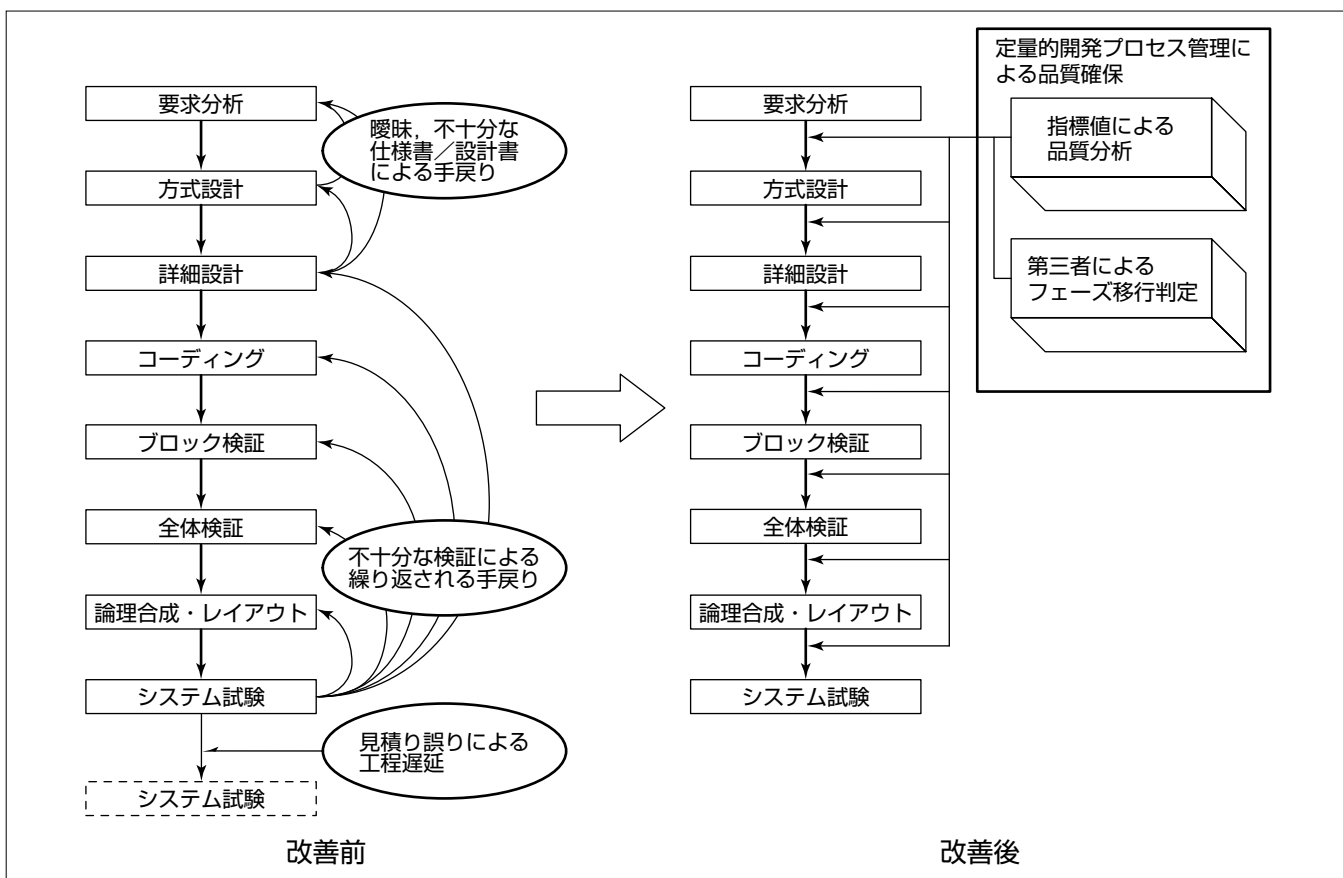 要求分析
方式設計
詳細設計
コーディング
ブロック検証
全体検証
論理合成・レイアウト
システム試験
システム試験
曖昧，不十分な
仕様書／設計書
による手戻り
不十分な検証による
繰り返される手戻り
見積り誤りによる
工程遅延
改善前
要求分析
方式設計
詳細設計
コーディング
ブロック検証
全体検証
論理合成・レイアウト
システム試験
定量的開発プロセス管理に
よる品質確保
指標値による
品質分析
第三者による
フェーズ移行判定
改善後